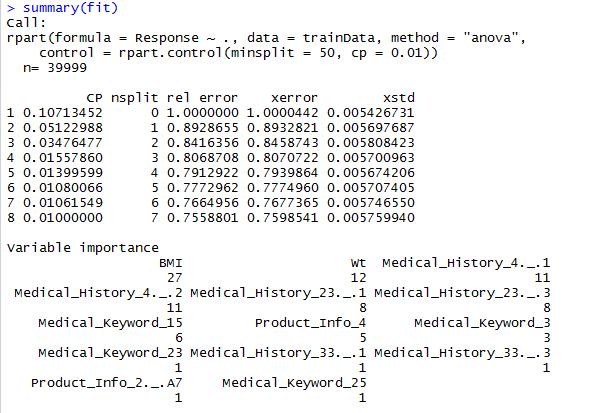 > summary(fit)
Call:
rpart(formula = Response ~ ., data = trainData, method = "anova",
    control = rpart.control(minsplit = 50, cp = 0.01))
  n= 39999

          CP nsplit rel error    xerror        xstd
1 0.10713452      0 1.0000000 1.0000442 0.005426731
2 0.05122988      1 0.8928655 0.8932821 0.005697687
3 0.03476477      2 0.8416356 0.8458743 0.005808423
4 0.01557860      3 0.8068708 0.8070722 0.005700963
5 0.01399599      4 0.7912922 0.7939864 0.005674206
6 0.01080066      5 0.7772962 0.7774960 0.005707405
7 0.01061549      6 0.7664956 0.7677365 0.005746550
8 0.01000000      7 0.7558801 0.7598541 0.005759940

Variable importance
                  BMI                    Wt  Medical_History_4._.1
                   27                    12                     11
 Medical_History_4._.2 Medical_History_23._.1 Medical_History_23._.3
                   11                     8                      8
    Medical_Keyword_15         Product_Info_4      Medical_Keyword_3
                    6                     5                      3
    Medical_Keyword_23 Medical_History_33._.1 Medical_History_33._.3
                    1                     1                      1
   Product_Info_2._.A7     Medical_Keyword_25
                    1                     1